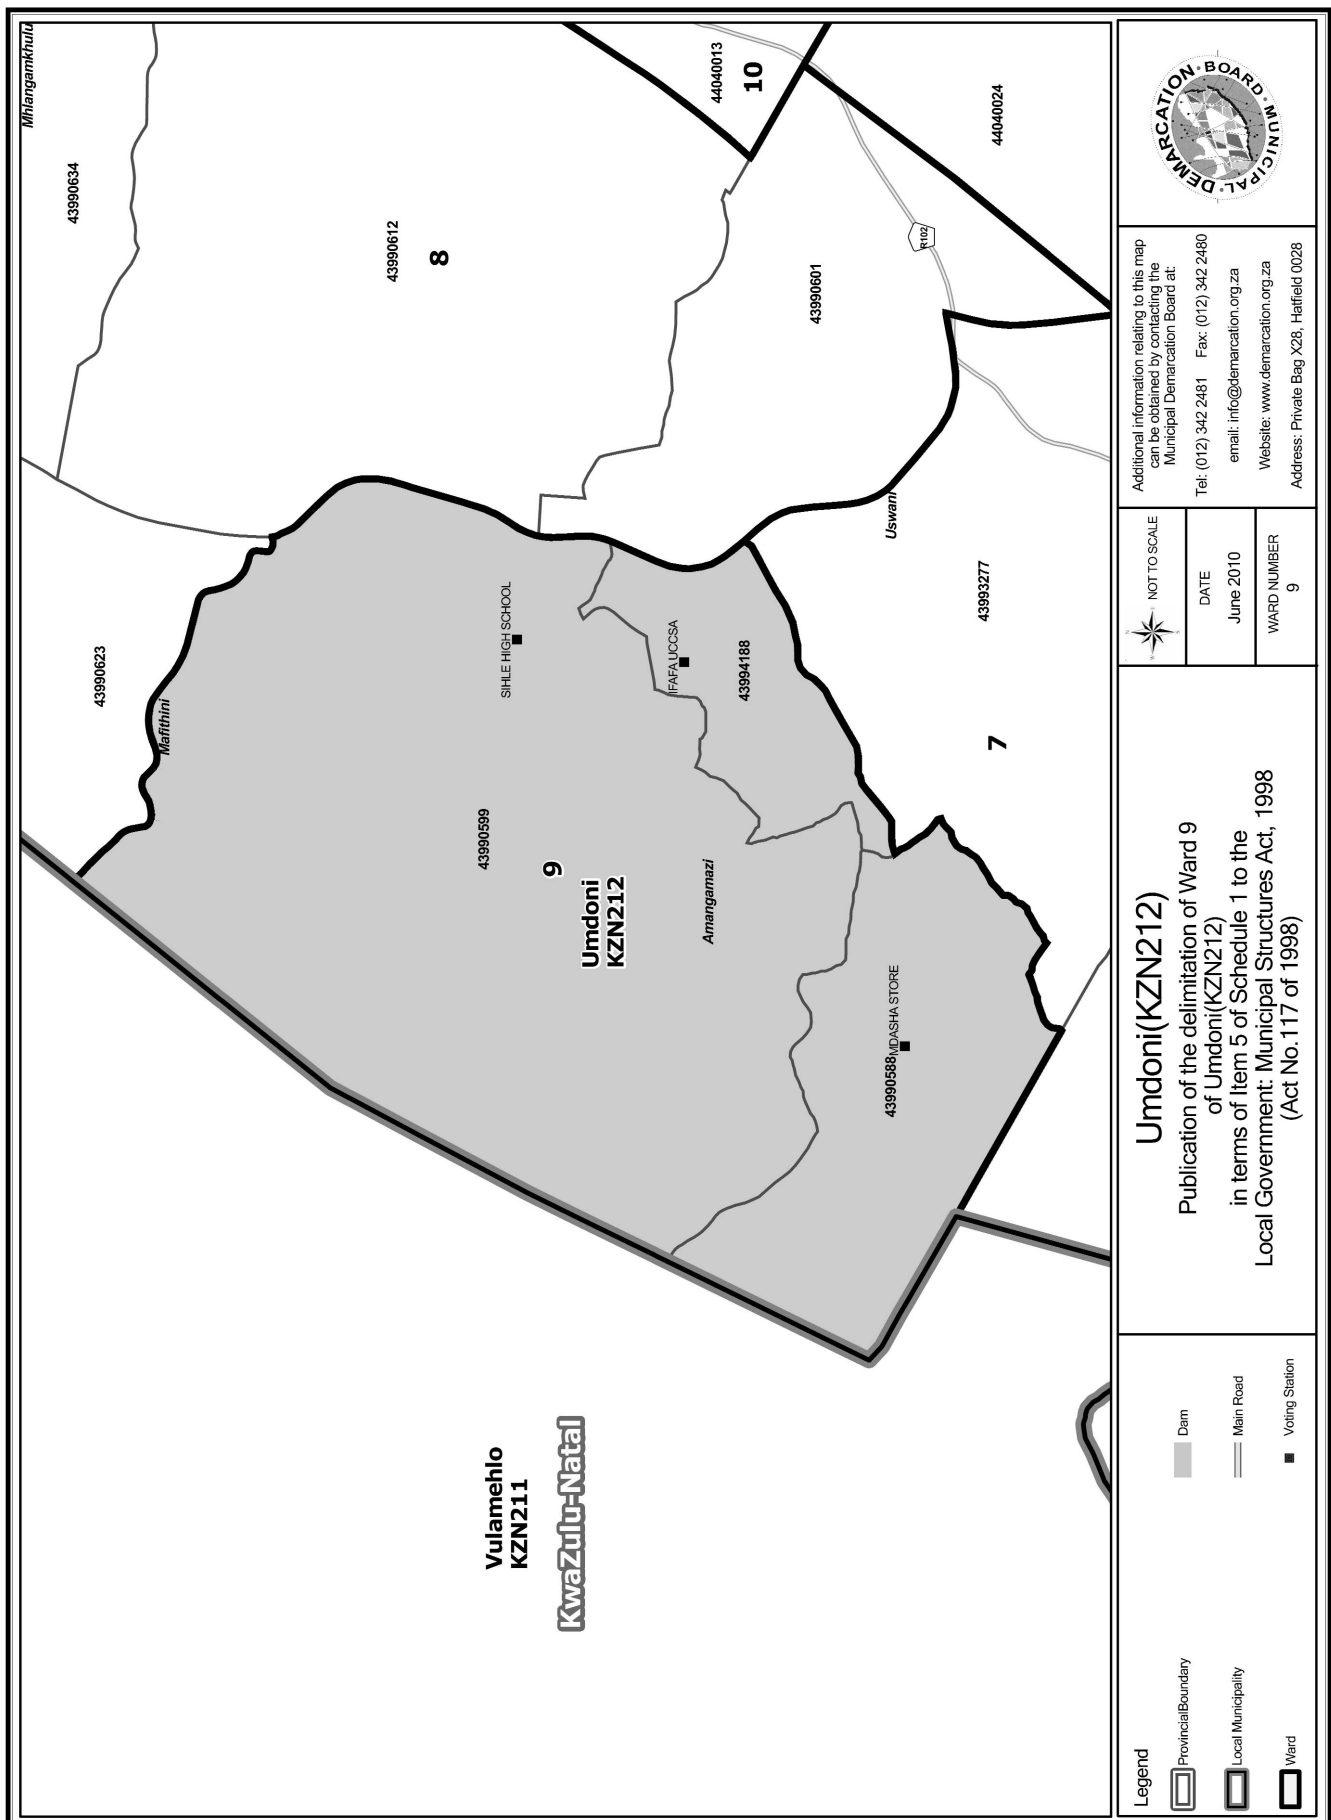 Mhlangamkhulu
43990634
43990623
Mafithini
43990612
8
44040013
10
44040024
R102
43990601
SIHLE HIGH SCHOOL
IFAFA UCCSA
43994188
Uswani
43993277
7
43990599
9
Umdoni
KZN212
Amangamazi
43990588
MDASHA STORE
Vulamehlo
KZN211
KwaZulu-Natal
Legend
ProvincialBoundary
Local Municipality
Ward
Dam
Main Road
Voting Station
Umdoni(KZN212)
Publication of the delimitation of Ward 9
of Umdoni(KZN212)
in terms of Item 5 of Schedule 1 to the
Local Government: Municipal Structures Act, 1998
(Act No.117 of 1998)
N
W
E
S
NOT TO SCALE
DATE
June 2010
WARD NUMBER
9
Additional information relating to this map
can be obtained by contacting the
Municipal Demarcation Board at:
Tel: (012) 342 2481 Fax: (012) 342 2480
email: info@demarcation.org.za
Website: www.demarcation.org.za
Address: Private Bag X28, Hatfield 0028
MUNICIPAL • DEMARCATION • BOARD •